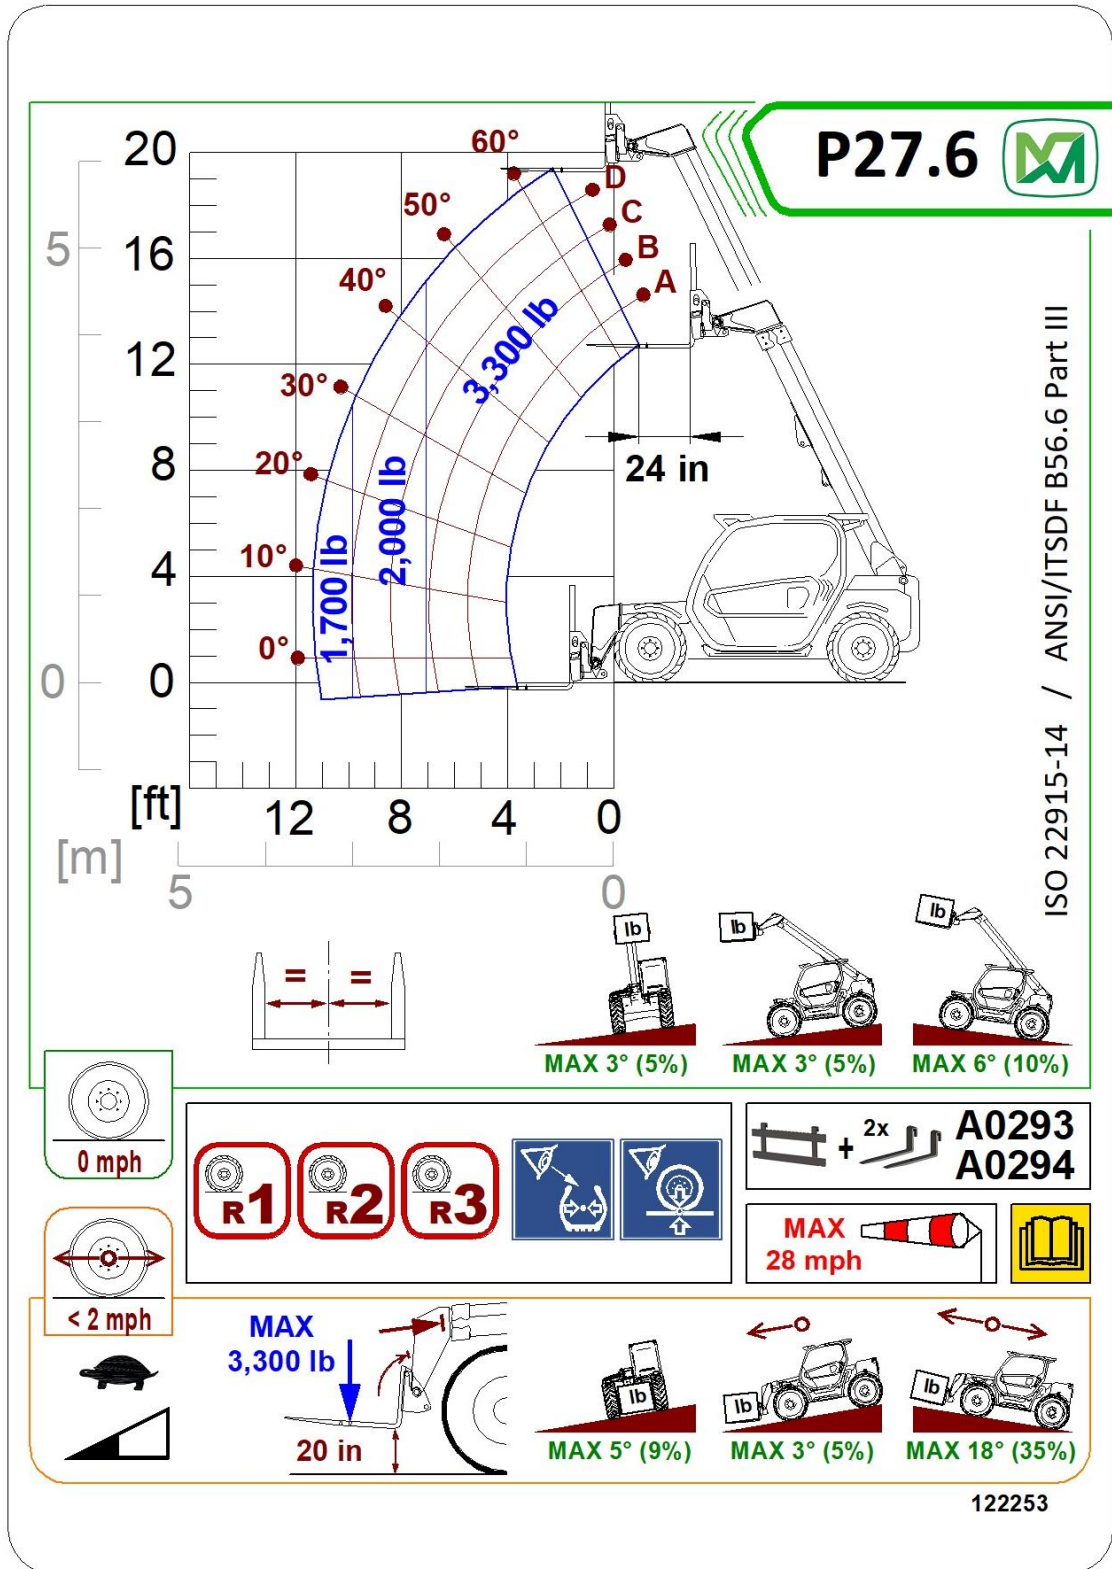 P27.6
20
16
12
8
4
0
5
0
60°
50°
40°
30°
20°
10°
0°
D
C
B
A
3,300 lb
2,000 lb
1,700 lb
24 in
[ft]
12
8
4
0
[m]
5
0
ISO 22915-14 / ANSI/ITSDF B56.6 Part III
= =
lb
lb
lb
MAX 3° (5%)
MAX 3° (5%)
MAX 6° (10%)
0 mph
R1
R2
R3
+
2x
A0293
A0294
MAX
28 mph
< 2 mph
MAX
3,300 lb
20 in
lb
lb
lb
MAX 5° (9%)
MAX 3° (5%)
MAX 18° (35%)
122253